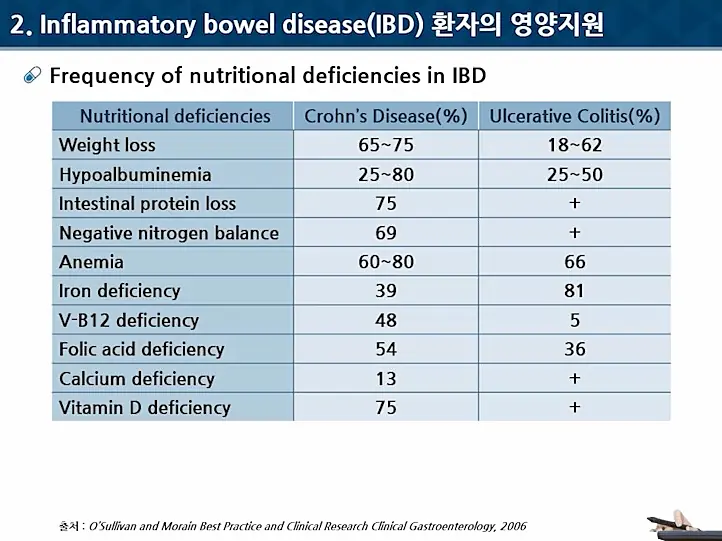 2. Inflammatory bowel disease(IBD) 환자의 영양지원
Frequency of nutritional deficiencies in IBD
Nutritional deficiencies Crohn's Disease(%) Ulcerative Colitis(%)
Weight loss 65~75 18~62
Hypoalbuminemia 25~80 25~50
Intestinal protein loss 75 +
Negative nitrogen balance 69 +
Anemia 60~80 66
Iron deficiency 39 81
V-B12 deficiency 48 5
Folic acid deficiency 54 36
Calcium deficiency 13 +
Vitamin D deficiency 75 +
출처 : O'Sullivan and Morain Best Practice and Clinical Research Clinical Gastroenterology, 2006